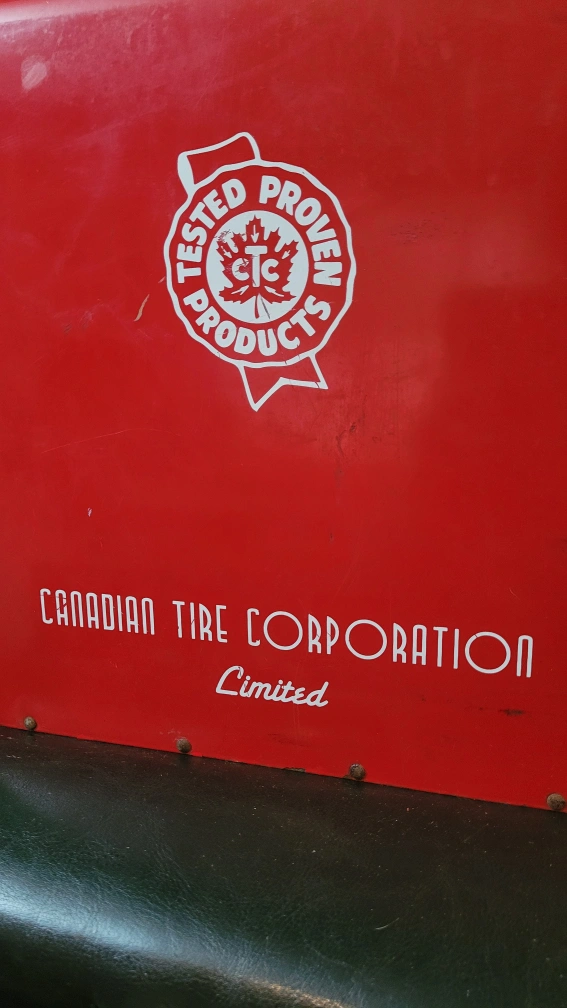 TESTED PROVEN
PRODUCTS
CTC
CANADIAN TIRE CORPORATION
Limited